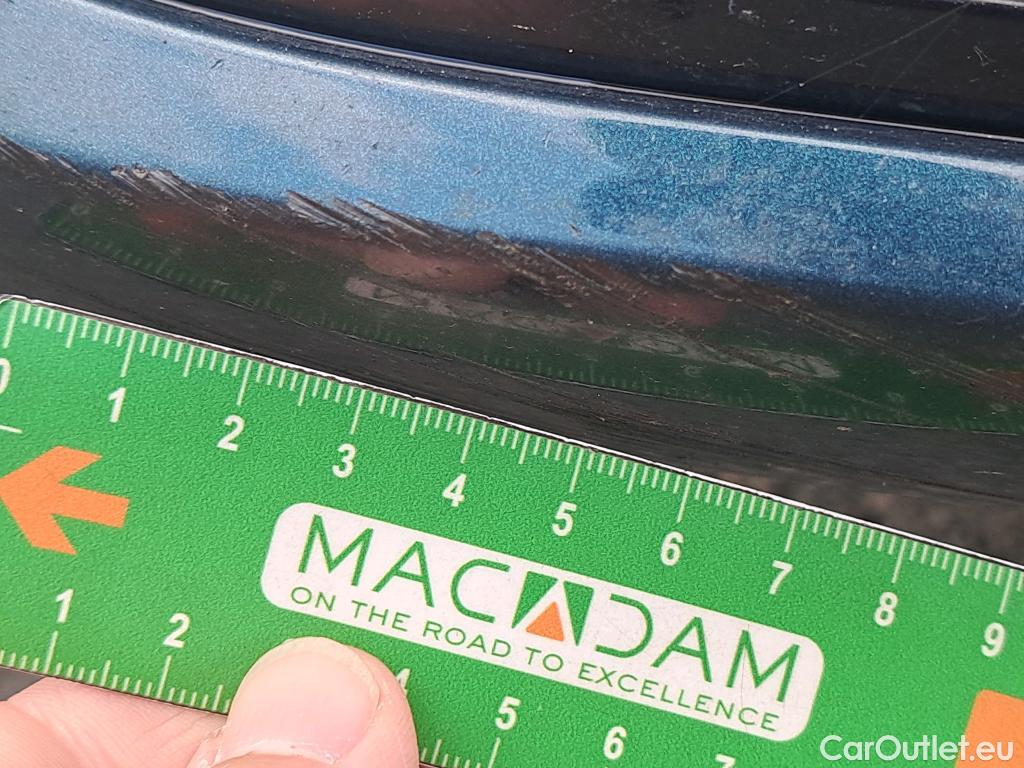 0 1 2 3 4 5 6 7 8 9
MACADAM
ON THE ROAD TO EXCELLENCE
1 2 4 5 6 7
CarOutlet.eu